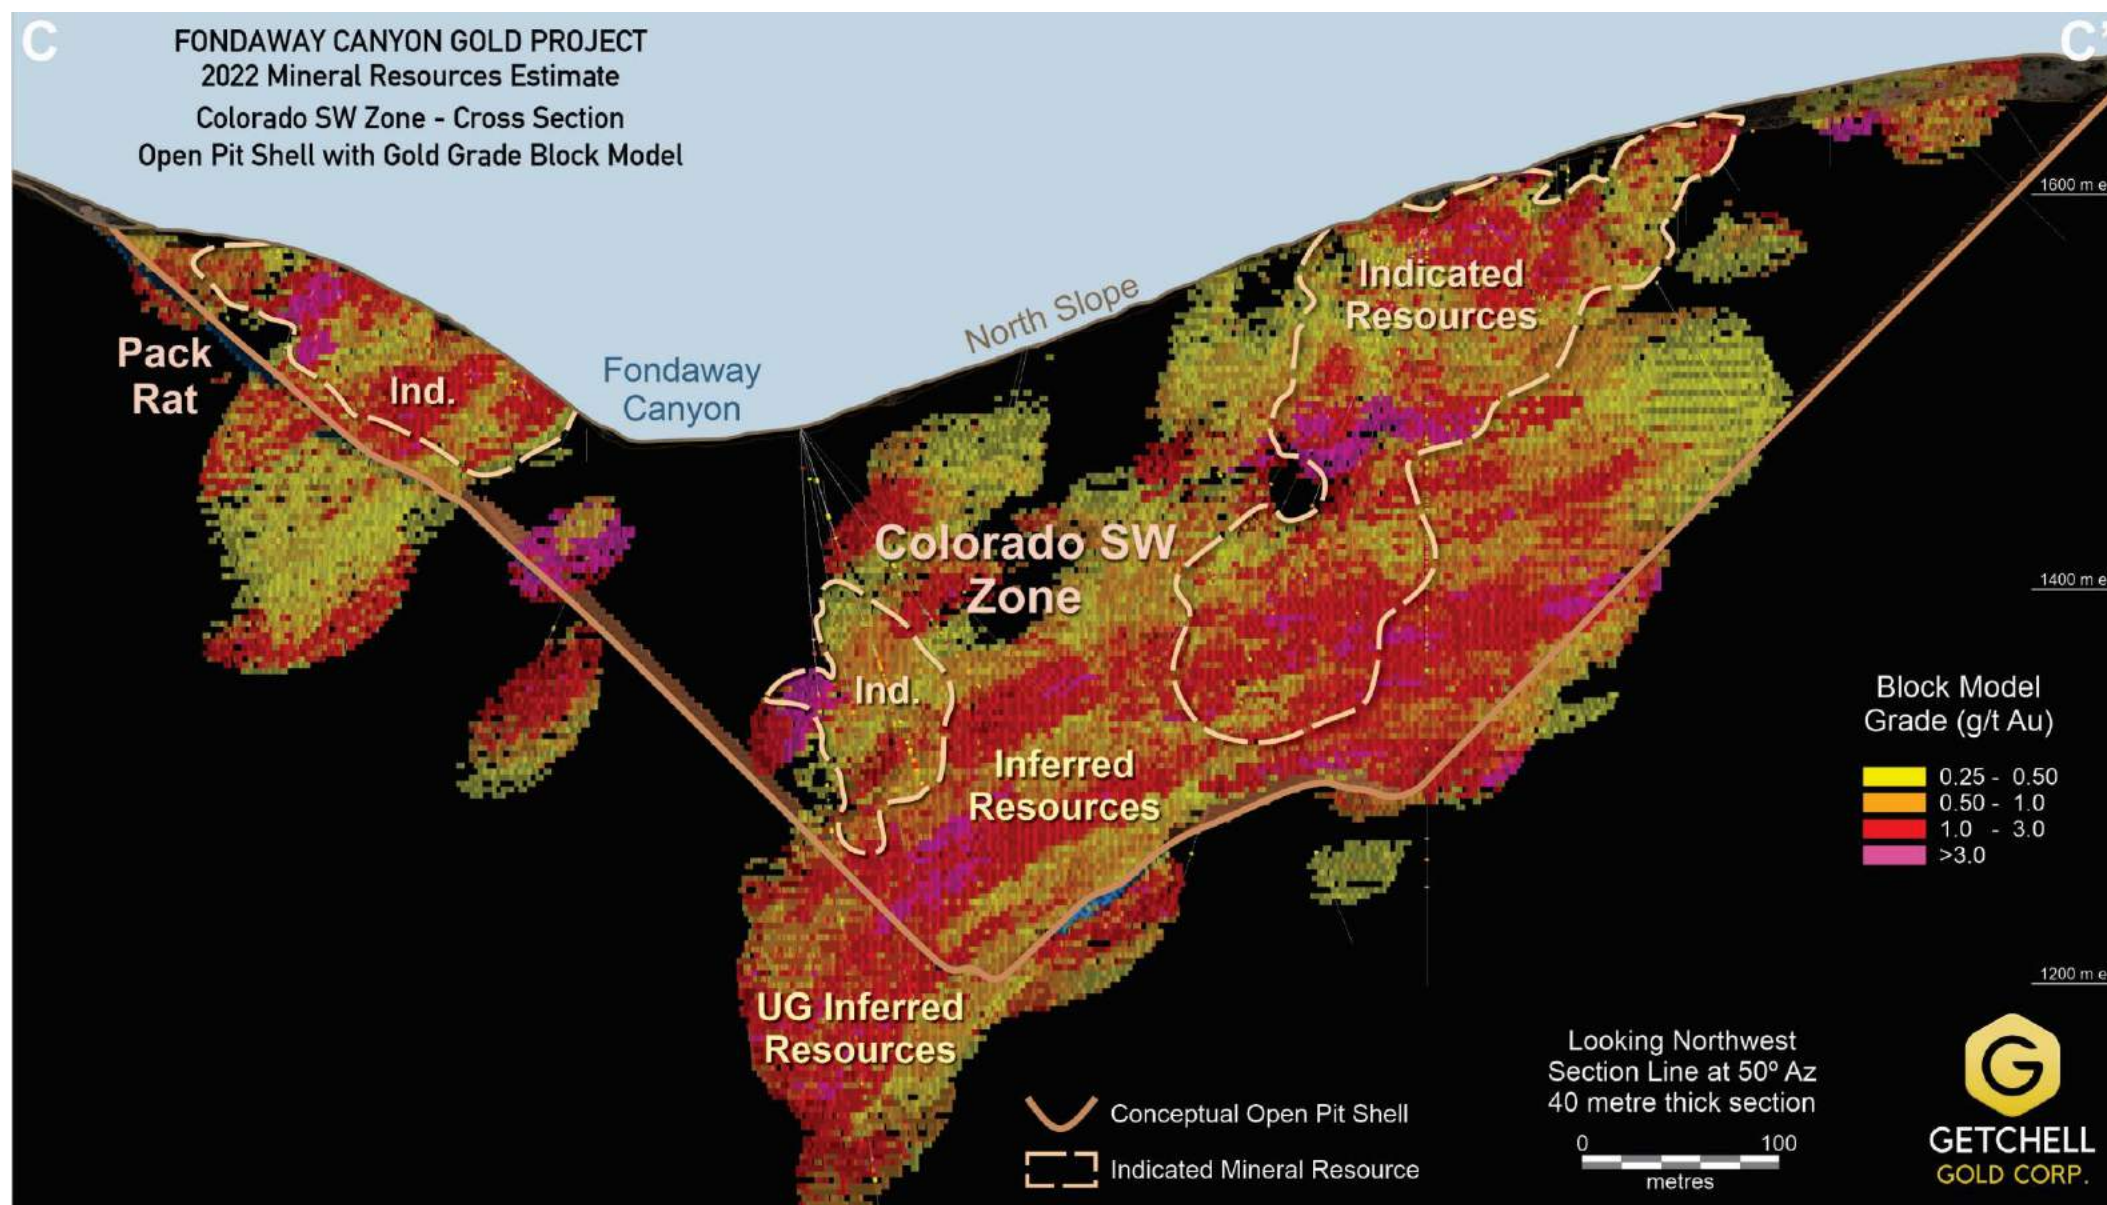 C
C'
FONDAWAY CANYON GOLD PROJECT
2022 Mineral Resources Estimate
Colorado SW Zone - Cross Section
Open Pit Shell with Gold Grade Block Model
1600 m e
North Slope
Indicated
Resources
Pack
Rat
Ind.
Fondaway
Canyon
Colorado SW
Zone
1400 m e
Ind.
Inferred
Resources
Block Model
Grade (g/t Au)
0.25 - 0.50
0.50 - 1.0
1.0 - 3.0
>3.0
1200 m e
UG Inferred
Resources
Conceptual Open Pit Shell
Indicated Mineral Resource
Looking Northwest
Section Line at 50º Az
40 metre thick section
0 100
metres
G
GETCHELL
GOLD CORP.